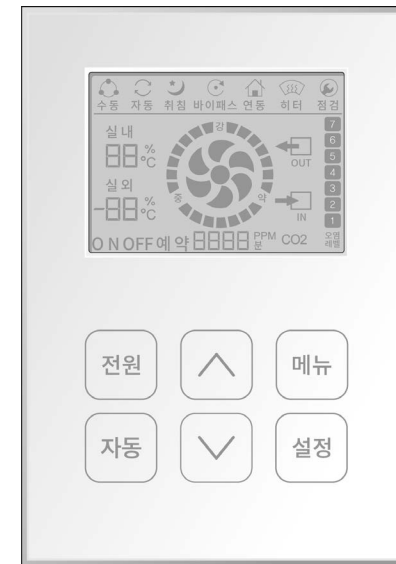 수동 자동 취침 바이패스 연동 히터 점검
강
중
약
실내
88 % ℃
실외
-88 % ℃
OUT
IN
7
6
5
4
3
2
1
ON OFF 예약 8888 PPM 분 CO2 오염 레벨
전원
메뉴
자동
설정